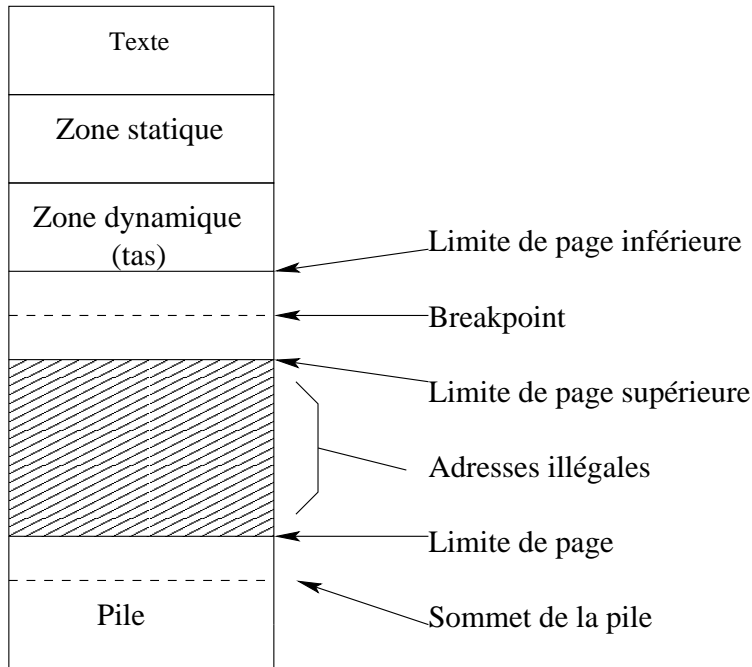 Texte
Zone statique
Zone dynamique
(tas)
Limite de page inférieure
Breakpoint
Limite de page supérieure
Adresses illégales
Limite de page
Sommet de la pile
Pile